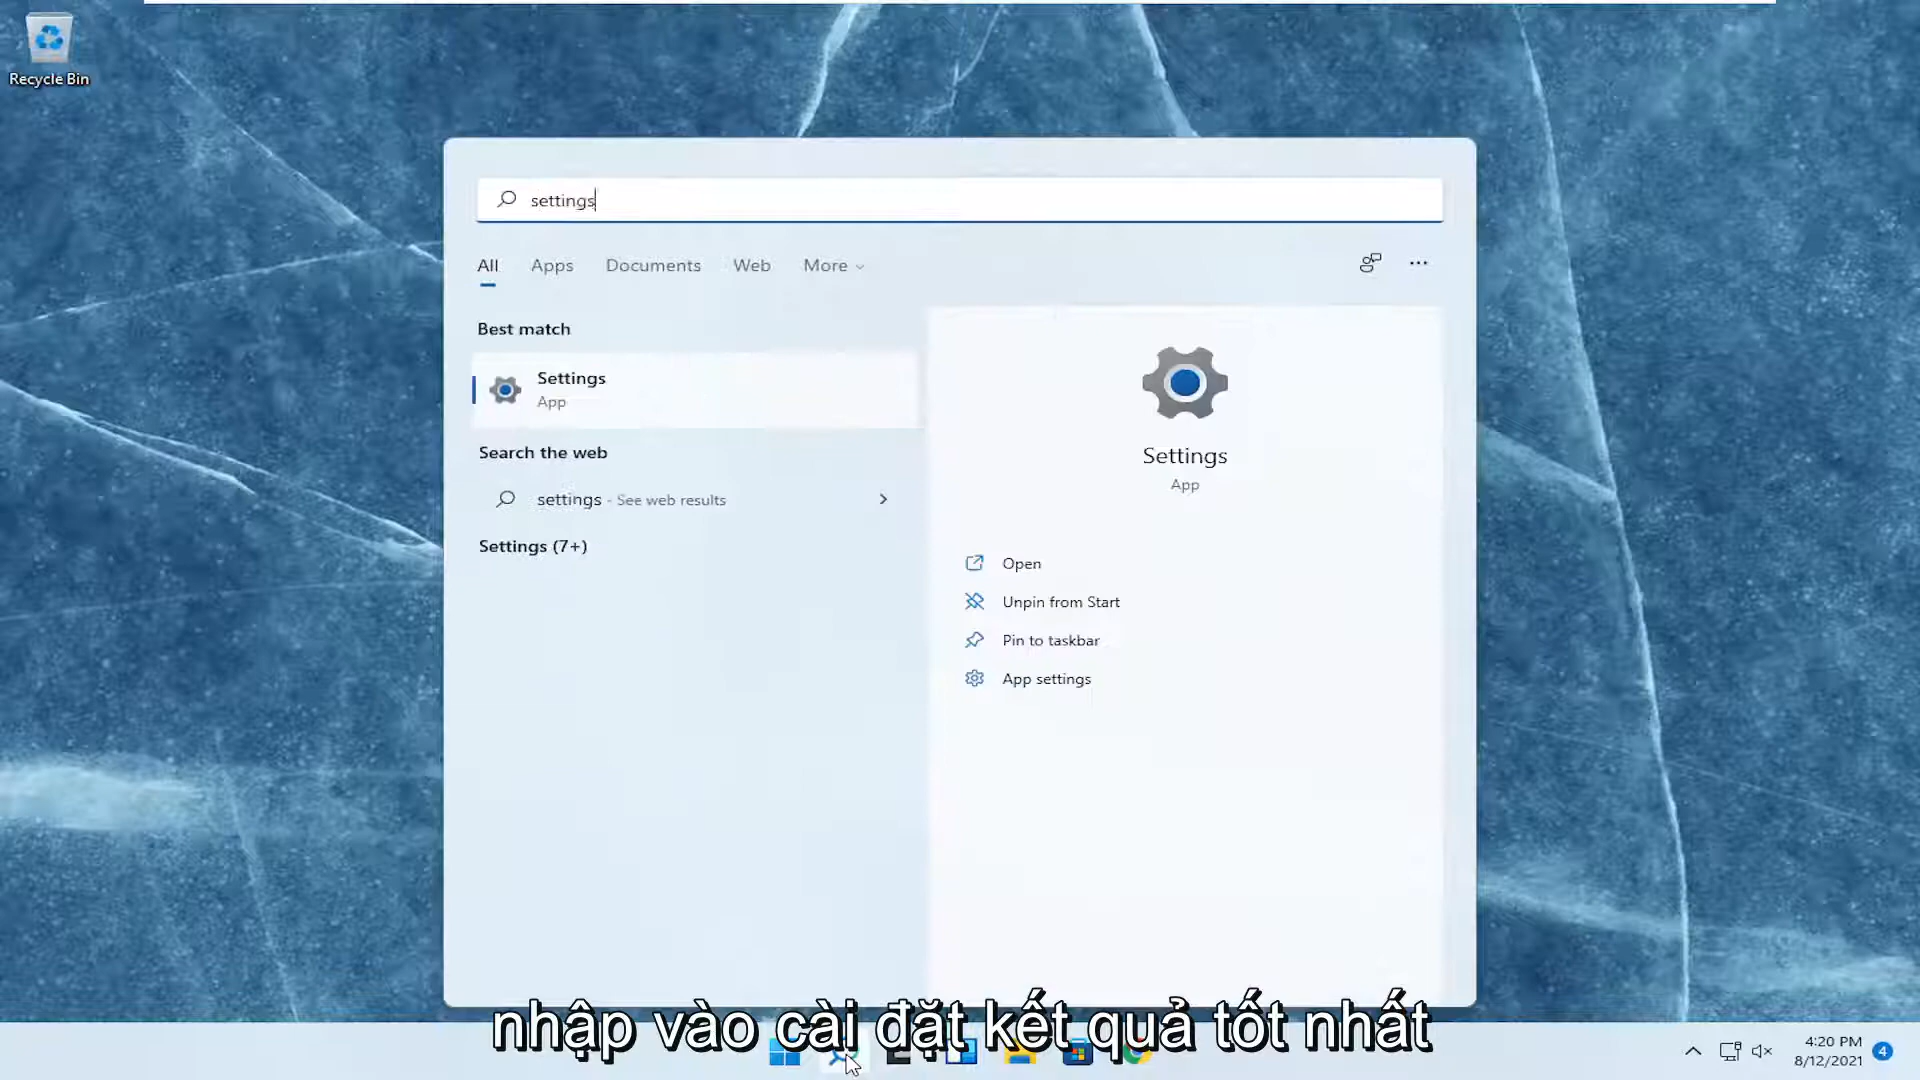 Recycle Bin
settings
All Apps Documents Web More
Best match
Settings
App
Search the web
settings - See web results
Settings (7+)
Settings
App
Open
Unpin from Start
Pin to taskbar
App settings
nhập vào cài đặt kết quả tốt nhất
4:20 PM
8/12/2021
4